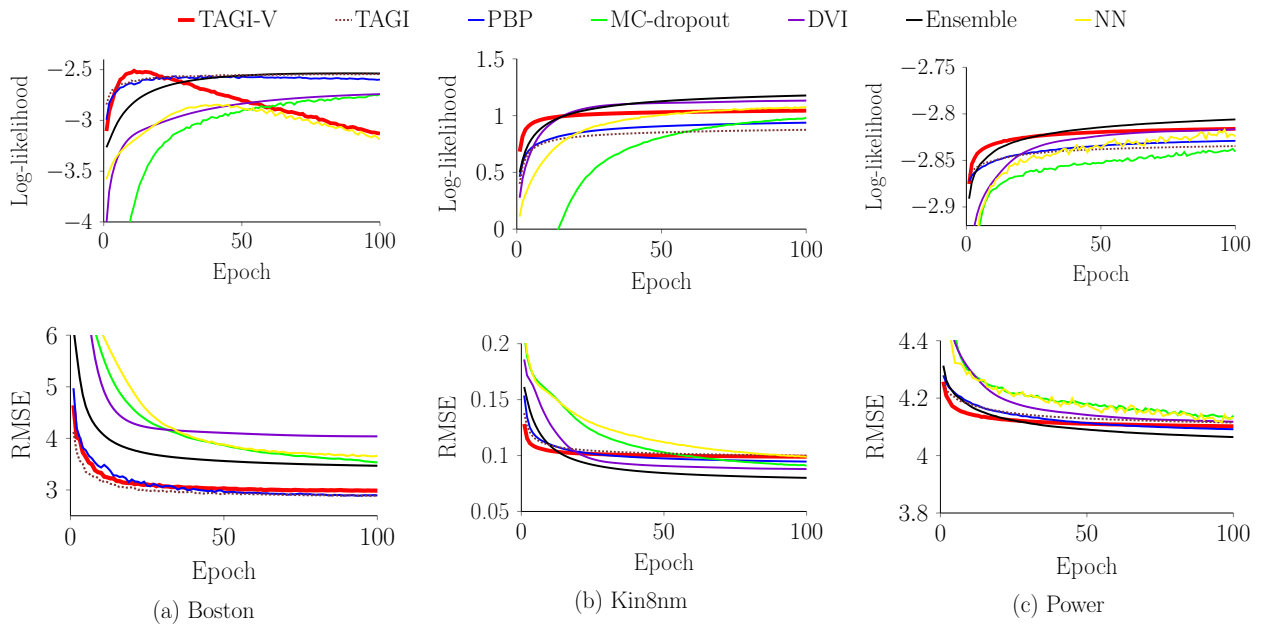 TAGI-V TAGI PBP MC-dropout DVI Ensemble NN
Log-likelihood
−2.5
−3
−3.5
−4
0 50 100
Epoch
Log-likelihood
1.5
1
0.5
0
0 50 100
Epoch
Log-likelihood
−2.75
−2.8
−2.85
−2.9
0 50 100
Epoch
RMSE
6
5
4
3
0 50 100
Epoch
(a) Boston
RMSE
0.2
0.15
0.1
0.05
0 50 100
Epoch
(b) Kin8nm
RMSE
4.4
4.2
4
3.8
0 50 100
Epoch
(c) Power